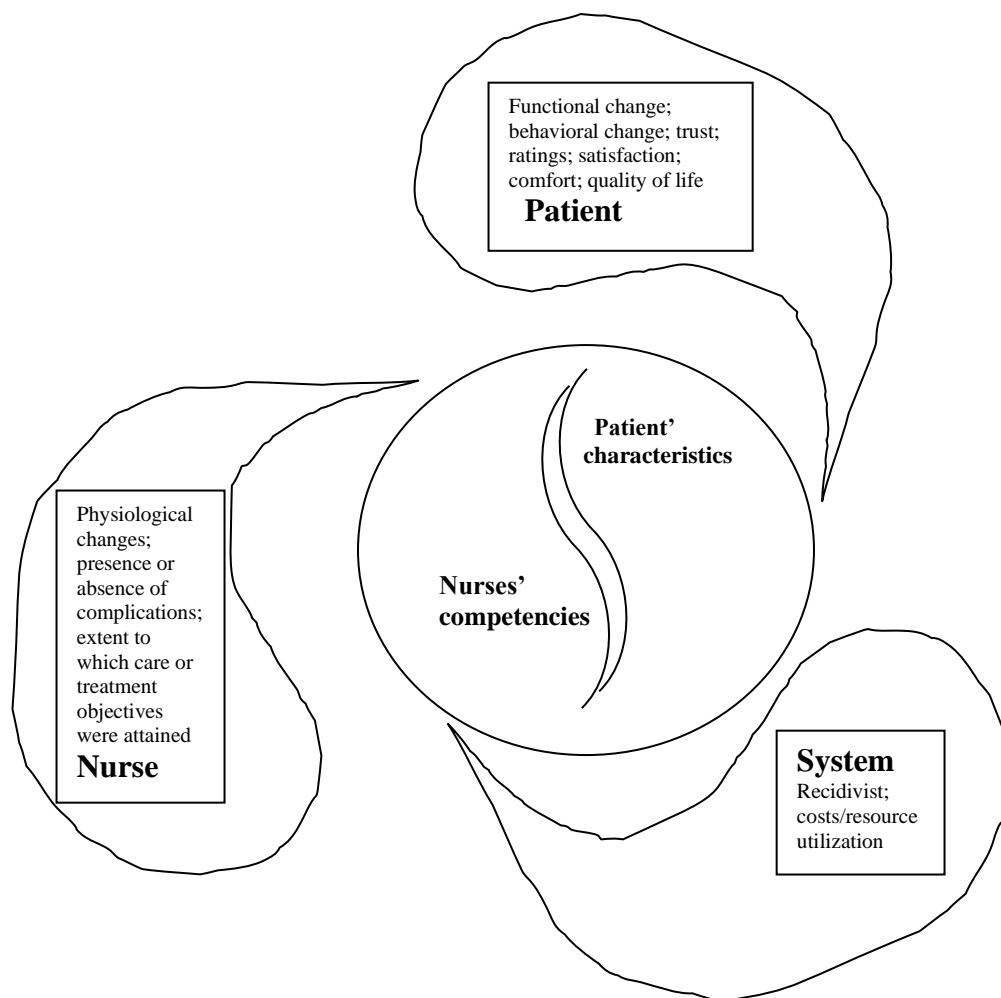 Functional change;
behavioral change; trust;
ratings; satisfaction;
comfort; quality of life
Patient
Patient’
characteristics
Nurses’
competencies
Physiological
changes;
presence or
absence of
complications;
extent to
which care or
treatment
objectives
were attained
Nurse
System
Recidivist;
costs/resource
utilization